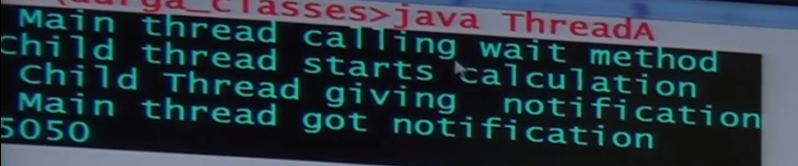 durga_classes>java ThreadA
Main thread calling wait method
Child thread starts calculation
Child Thread giving notification
Main thread got notification
5050